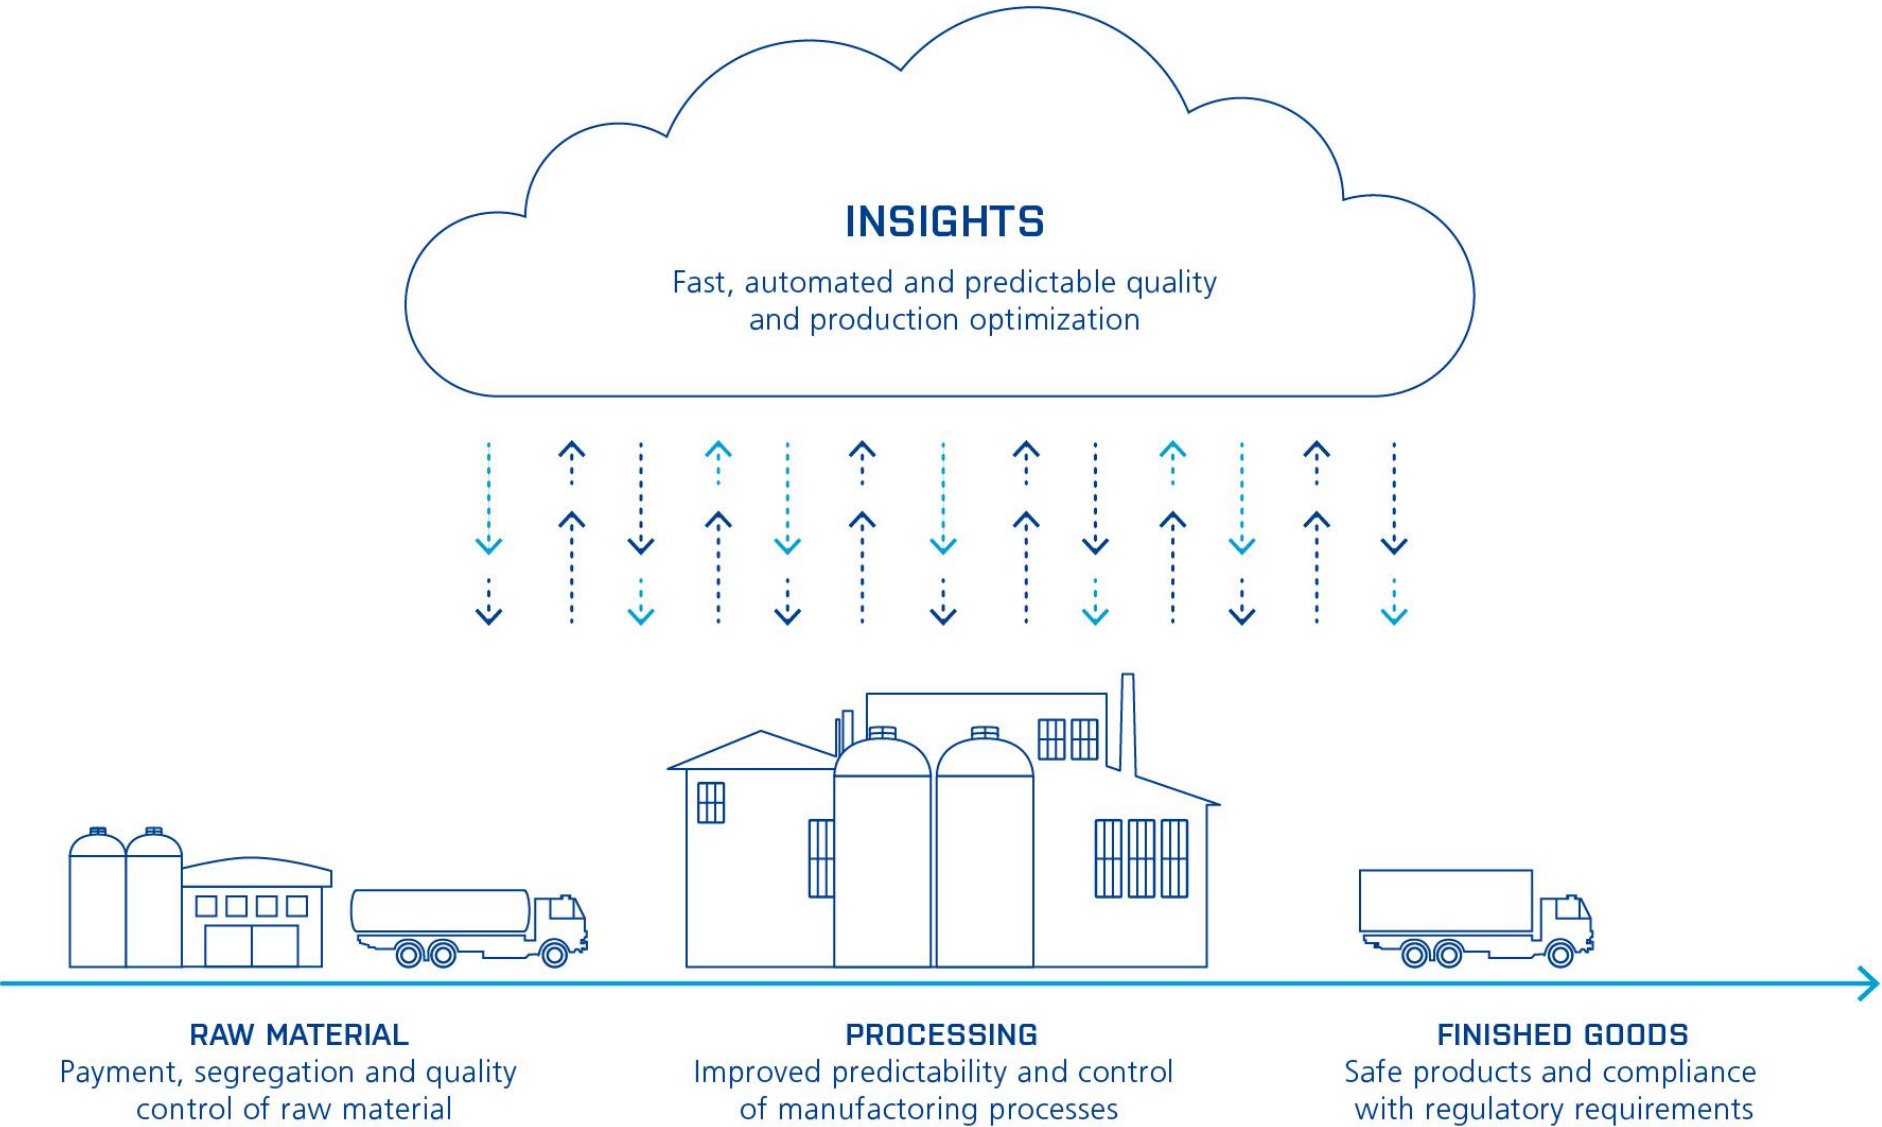 INSIGHTS
Fast, automated and predictable quality
and production optimization
RAW MATERIAL
Payment, segregation and quality
control of raw material
PROCESSING
Improved predictability and control
of manufactoring processes
FINISHED GOODS
Safe products and compliance
with regulatory requirements